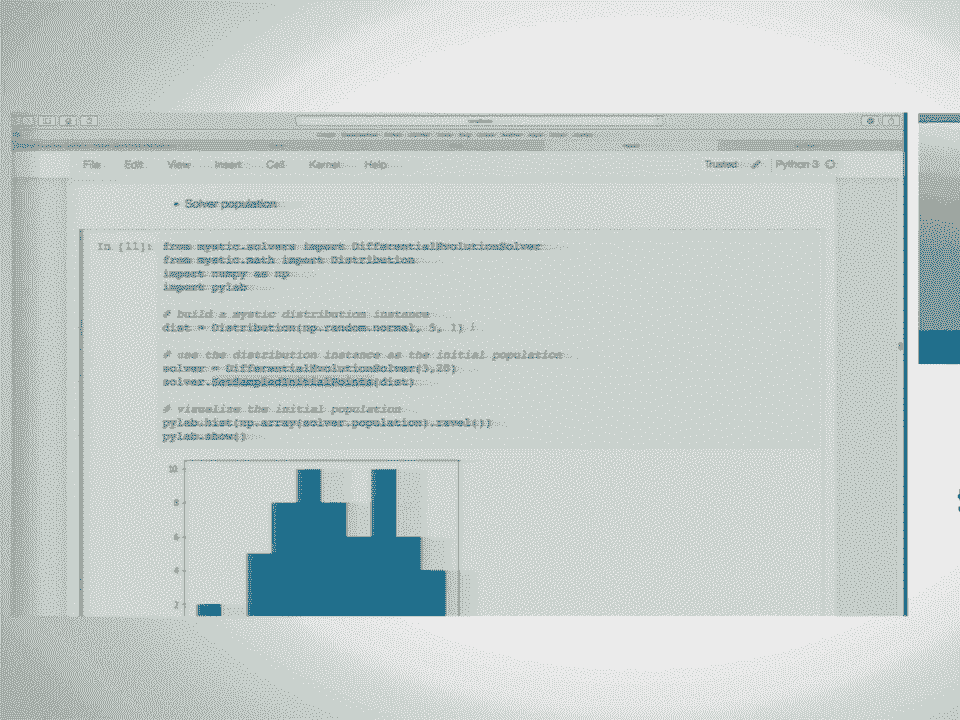 File Edit View Insert Cell Kernel Help Trusted Python 3
• Solver population
In [11]: from mystic.solvers import DifferentialEvolutionSolver
from mystic.math import Distribution
import numpy as np
import pylab
# build a mystic distribution instance
dist = Distribution(np.random.normal, 5, 1)
# use the distribution instance as the initial population
solver = DifferentialEvolutionSolver(3,20)
solver.SetSampledInitialPoints(dist)
# visualize the initial population
pylab.hist(np.array(solver.population).ravel())
pylab.show()
10
8
6
4
2